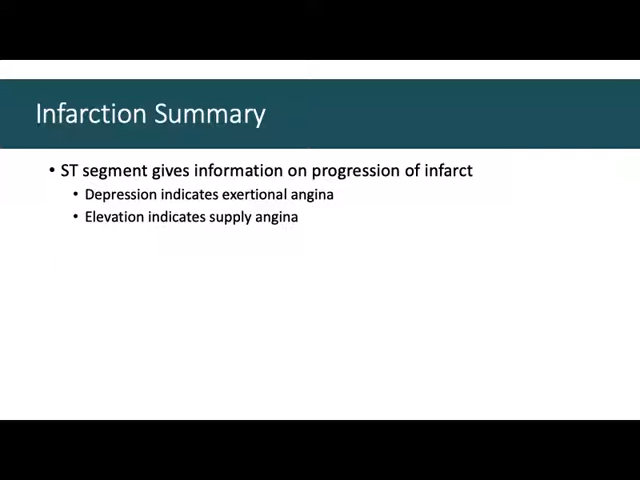 Infarction Summary
• ST segment gives information on progression of infarct
• Depression indicates exertional angina
• Elevation indicates supply angina